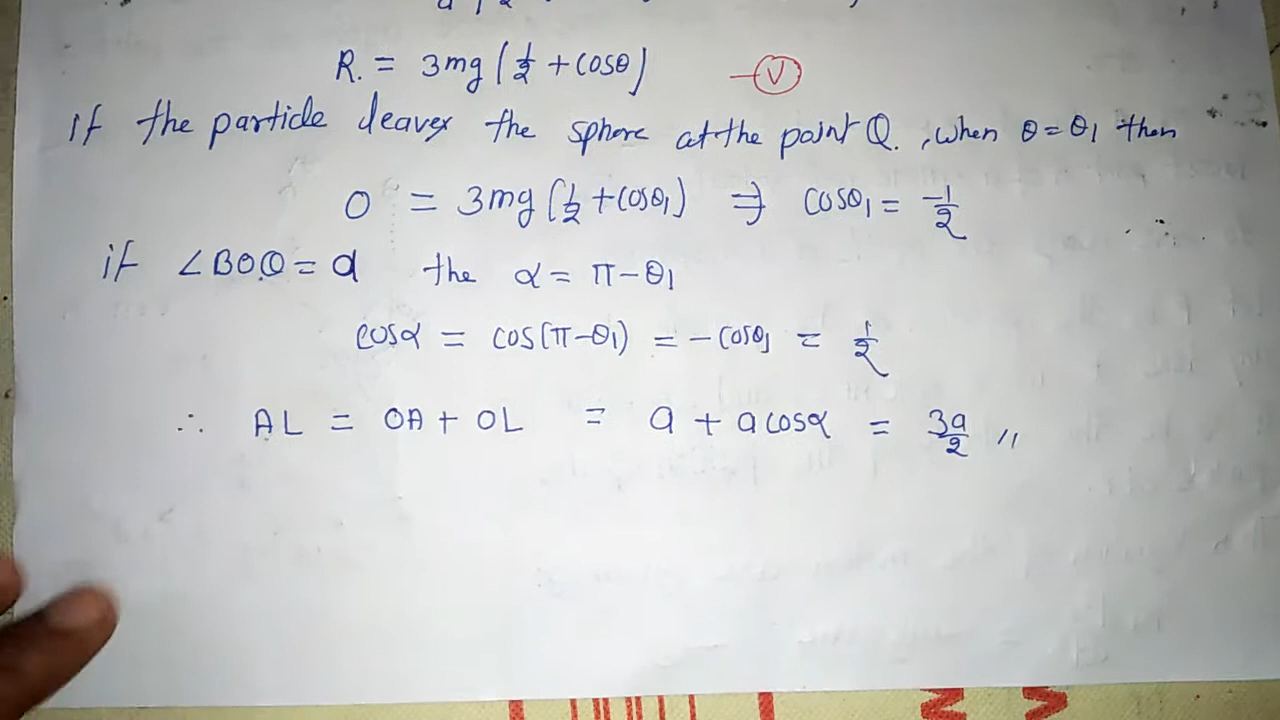 R. = 3mg (1/2 + cosθ) —Ⓥ
If the particle leaves the sphere at the point Q. , when θ = θ₁ then
0 = 3mg (1/2 + cosθ₁) ⇒ cosθ₁ = -1/2
if ∠BOQ = α the α = π - θ₁
cosα = cos(π-θ₁) = - cosθ₁ = 1/2
∴ AL = OA + OL = a + a cosα = 3a/2 //